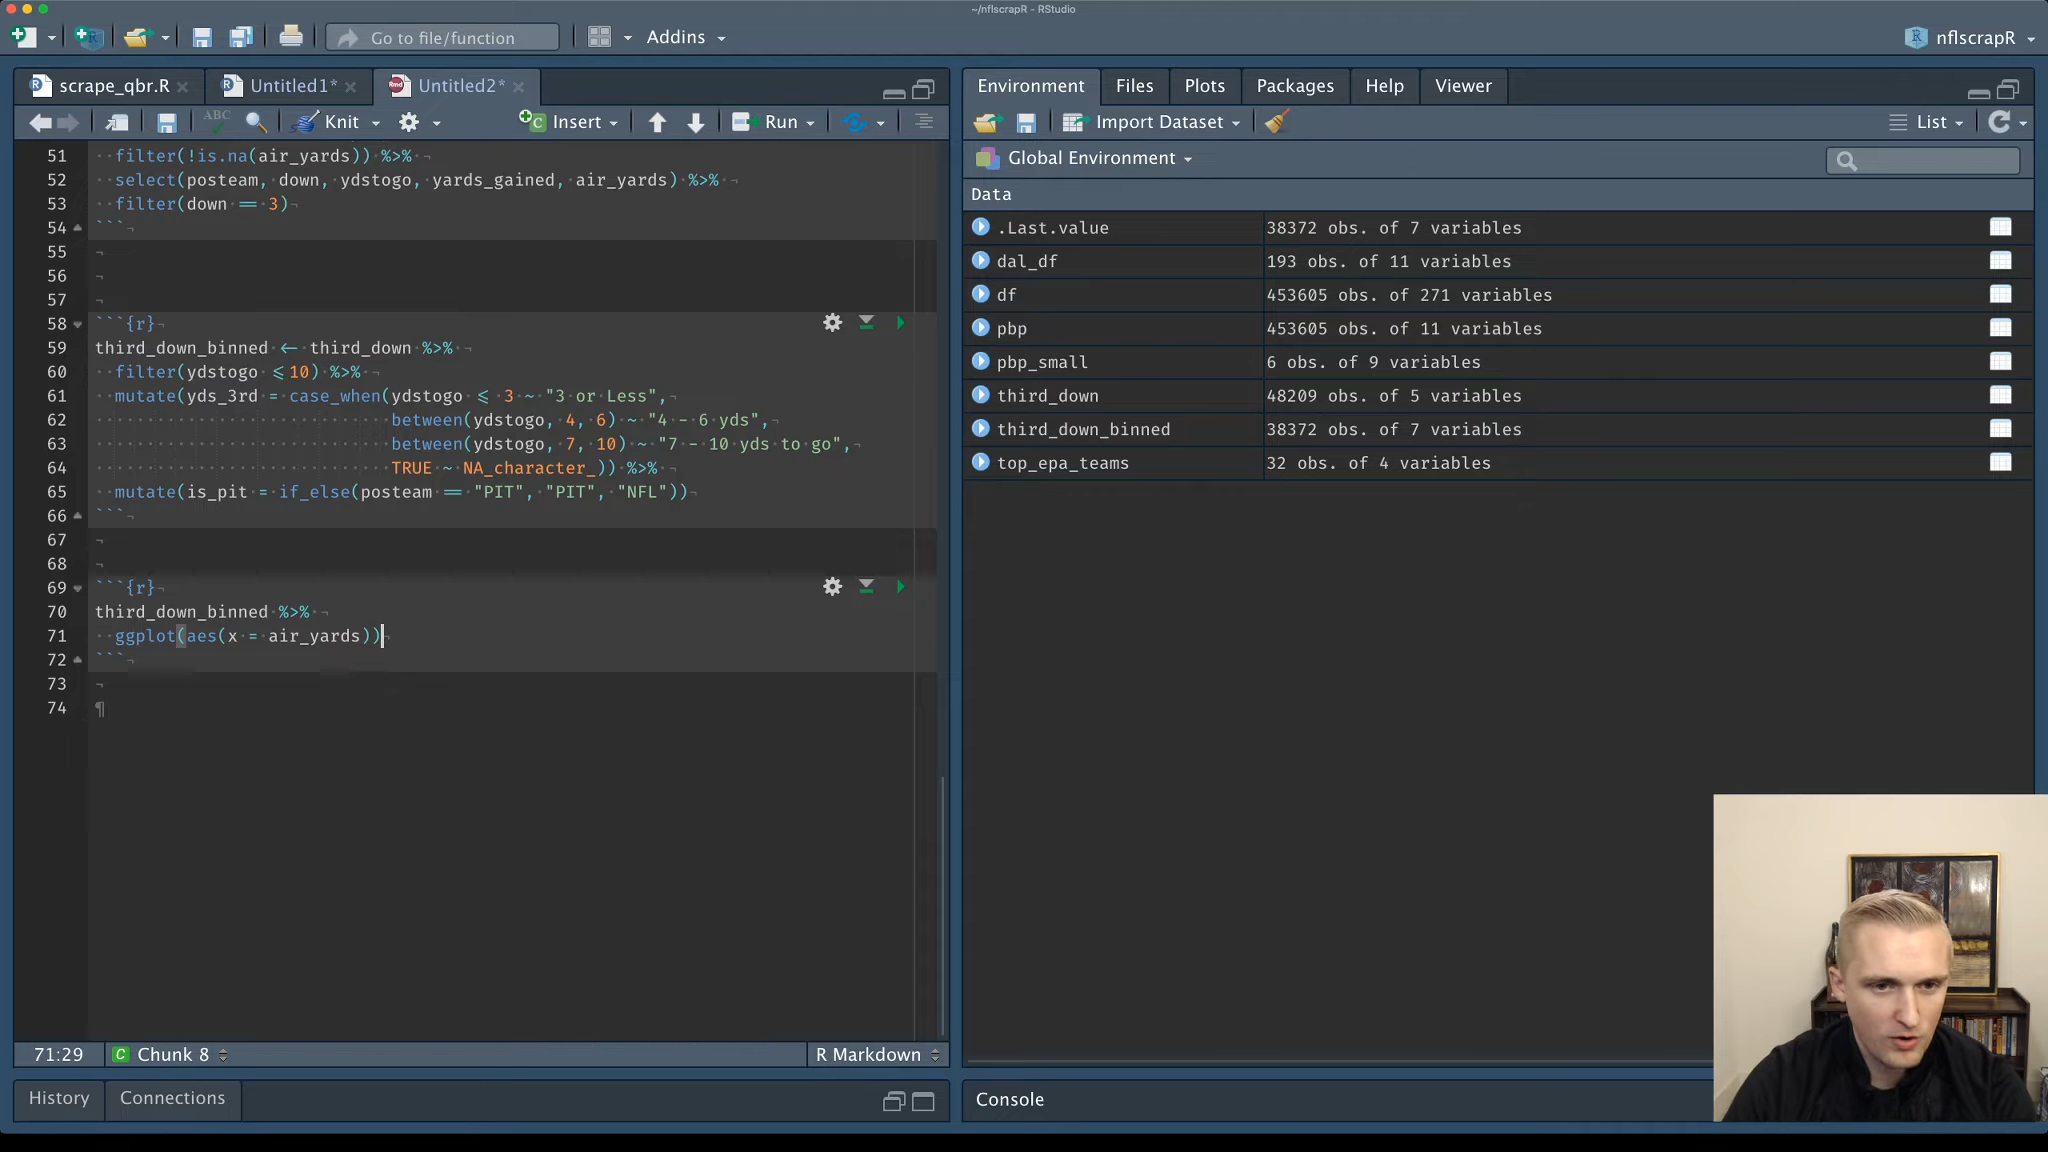 ~/nflscrapR - RStudio
Go to file/function
Addins
nflscrapR
scrape_qbr.R
Untitled1*
Untitled2*
Environment
Files
Plots
Packages
Help
Viewer
ABC
Knit
Insert
Run
Import Dataset
List
Global Environment
Data
.Last.value 38372 obs. of 7 variables
dal_df 193 obs. of 11 variables
df 453605 obs. of 271 variables
pbp 453605 obs. of 11 variables
pbp_small 6 obs. of 9 variables
third_down 48209 obs. of 5 variables
third_down_binned 38372 obs. of 7 variables
top_epa_teams 32 obs. of 4 variables
51 filter(!is.na(air_yards)) %>%
52 select(posteam, down, ydstogo, yards_gained, air_yards) %>%
53 filter(down == 3)
54 ```
55
56
57
58 ```{r}
59 third_down_binned <- third_down %>%
60 filter(ydstogo <= 10) %>%
61 mutate(yds_3rd = case_when(ydstogo <= 3 ~ "3 or Less",
62 between(ydstogo, 4, 6) ~ "4 - 6 yds",
63 between(ydstogo, 7, 10) ~ "7 - 10 yds to go",
64 TRUE ~ NA_character_)) %>%
65 mutate(is_pit = if_else(posteam == "PIT", "PIT", "NFL"))
66 ```
67
68
69 ```{r}
70 third_down_binned %>%
71 ggplot(aes(x = air_yards))
72 ```
73
74
71:29
Chunk 8
R Markdown
History
Connections
Console